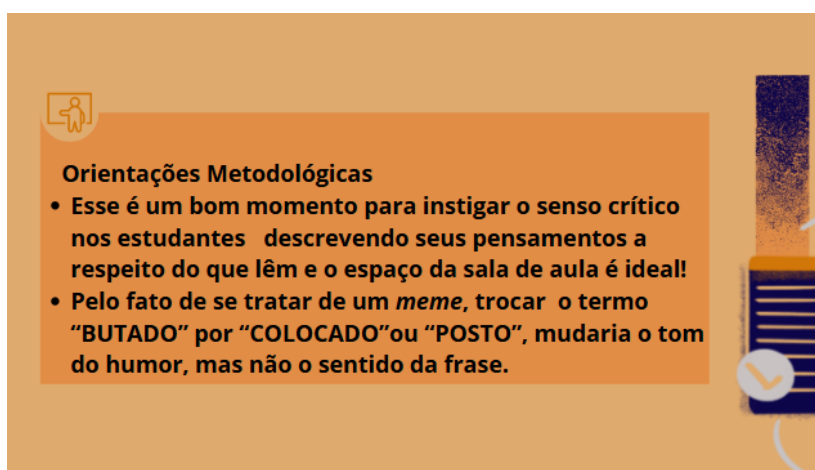 Orientações Metodológicas
• Esse é um bom momento para instigar o senso crítico
nos estudantes descrevendo seus pensamentos a
respeito do que lêm e o espaço da sala de aula é ideal!
• Pelo fato de se tratar de um meme, trocar o termo
“BUTADO” por “COLOCADO”ou “POSTO”, mudaria o tom
do humor, mas não o sentido da frase.